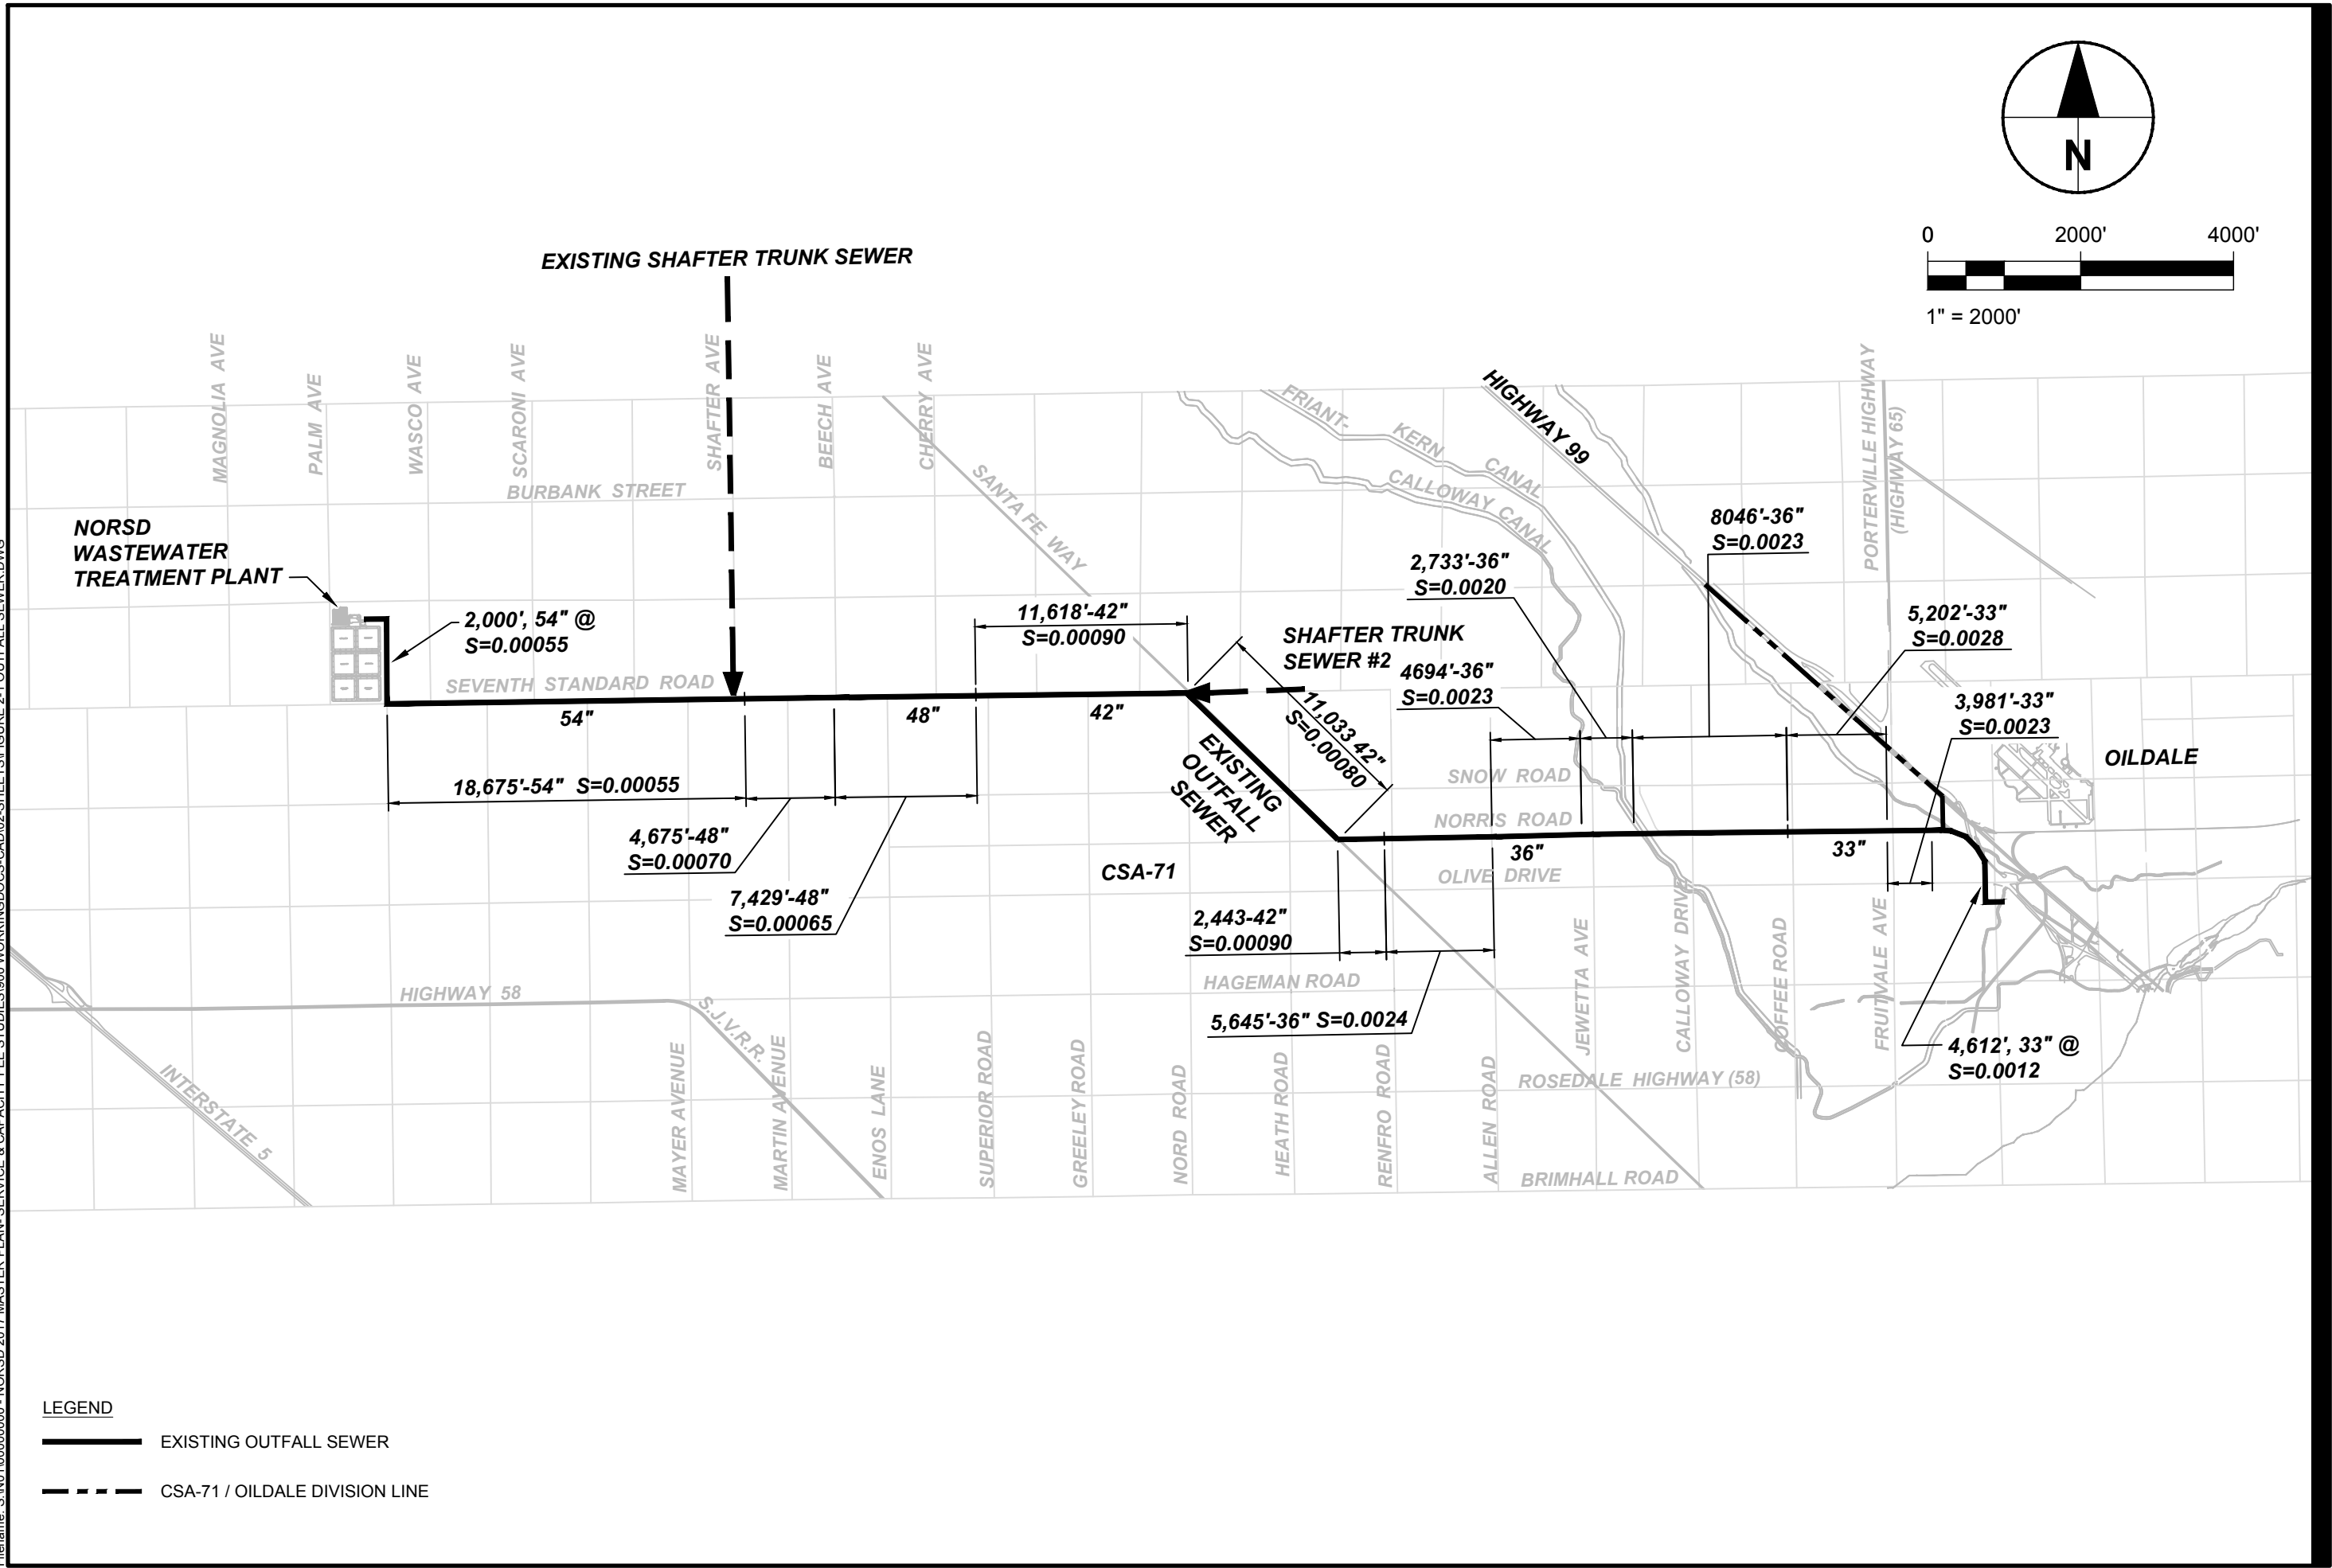 N
0 2000' 4000'
1" = 2000'
EXISTING SHAFTER TRUNK SEWER
MAGNOLIA AVE
PALM AVE
WASCO AVE
SCARONI AVE
SHAFTER AVE
BEECH AVE
CHERRY AVE
BURBANK STREET
SANTA FE WAY
FRIANT-
KERN
CANAL
CALLOWAY CANAL
HIGHWAY 99
PORTERVILLE HIGHWAY
(HIGHWAY 65)
NORSD
WASTEWATER
TREATMENT PLANT
2,000', 54" @
S=0.00055
SEVENTH STANDARD ROAD
54"
48"
42"
11,618'-42"
S=0.00090
SHAFTER TRUNK
SEWER #2
11,033 42"
S=0.00080
EXISTING
OUTFALL
SEWER
2,733'-36"
S=0.0020
4694'-36"
S=0.0023
8046'-36"
S=0.0023
5,202'-33"
S=0.0028
3,981'-33"
S=0.0023
OILDALE
SNOW ROAD
NORRIS ROAD
36"
33"
OLIVE DRIVE
18,675'-54" S=0.00055
4,675'-48"
S=0.00070
7,429'-48"
S=0.00065
CSA-71
2,443-42"
S=0.00090
HAGEMAN ROAD
5,645'-36" S=0.0024
4,612', 33" @
S=0.0012
HIGHWAY 58
S.J.V.R.R.
INTERSTATE 5
MAYER AVENUE
MARTIN AVENUE
ENOS LANE
SUPERIOR ROAD
GREELEY ROAD
NORD ROAD
HEATH ROAD
RENFRO ROAD
ALLEN ROAD
JEWETTA AVE
CALLOWAY DRIVE
COFFEE ROAD
FRUITVALE AVE
ROSEDALE HIGHWAY (58)
BRIMHALL ROAD
LEGEND
EXISTING OUTFALL SEWER
CSA-71 / OILDALE DIVISION LINE